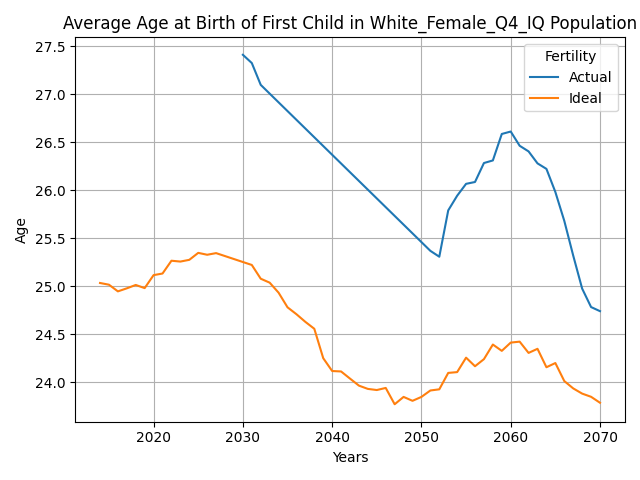 Average Age at Birth of First Child in White_Female_Q4_IQ Population
Fertility
Actual
Ideal
27.5
27.0
26.5
26.0
25.5
25.0
24.5
24.0
Age
2020 2030 2040 2050 2060 2070
Years